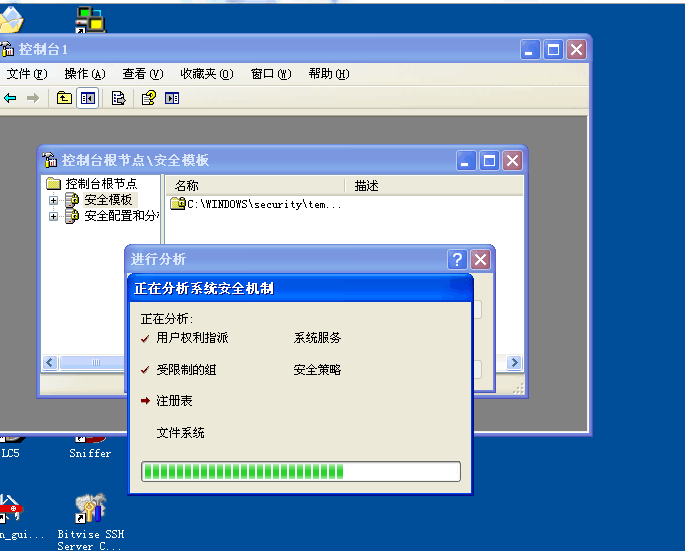 控制台1
文件(F) 操作(A) 查看(V) 收藏夹(O) 窗口(W) 帮助(H)
控制台根节点\安全模板
控制台根节点
安全模板
安全配置和分
名称 描述
C:\WINDOWS\security\tem...
进行分析
正在分析系统安全机制
正在分析:
用户权利指派 系统服务
受限制的组 安全策略
注册表
文件系统
LC5 Sniffer
n_gui... Bitvise SSH
Server C...